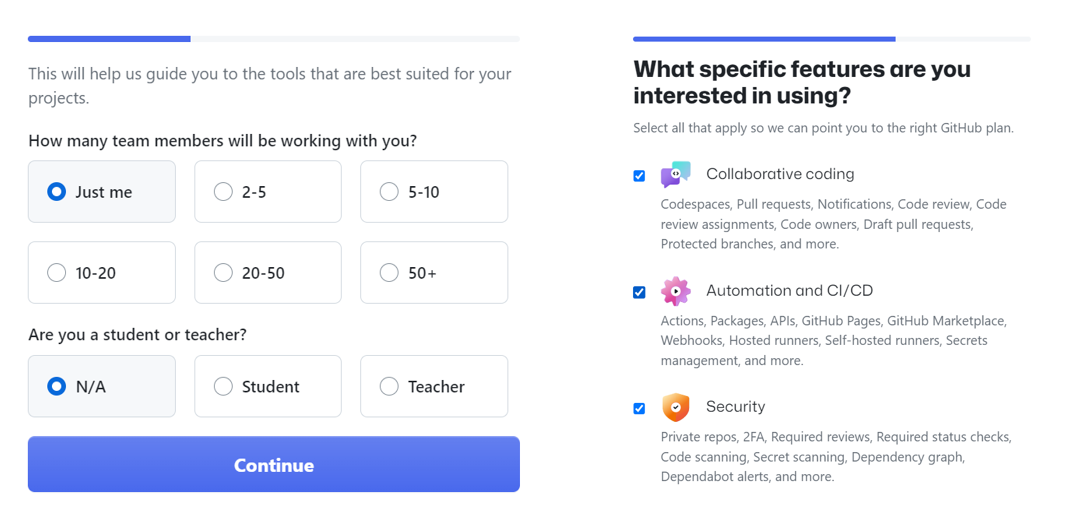 This will help us guide you to the tools that are best suited for your
projects.
How many team members will be working with you?
Just me
2-5
5-10
10-20
20-50
50+
Are you a student or teacher?
N/A
Student
Teacher
Continue
What specific features are you
interested in using?
Select all that apply so we can point you to the right GitHub plan.
Collaborative coding
Codespaces, Pull requests, Notifications, Code review, Code
review assignments, Code owners, Draft pull requests,
Protected branches, and more.
Automation and CI/CD
Actions, Packages, APIs, GitHub Pages, GitHub Marketplace,
Webhooks, Hosted runners, Self-hosted runners, Secrets
management, and more.
Security
Private repos, 2FA, Required reviews, Required status checks,
Code scanning, Secret scanning, Dependency graph,
Dependabot alerts, and more.